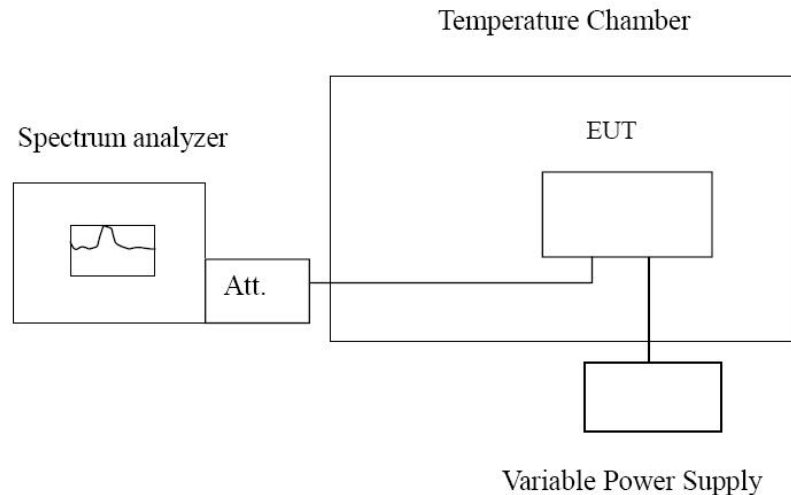 Temperature Chamber
Spectrum analyzer
EUT
Att.
Variable Power Supply